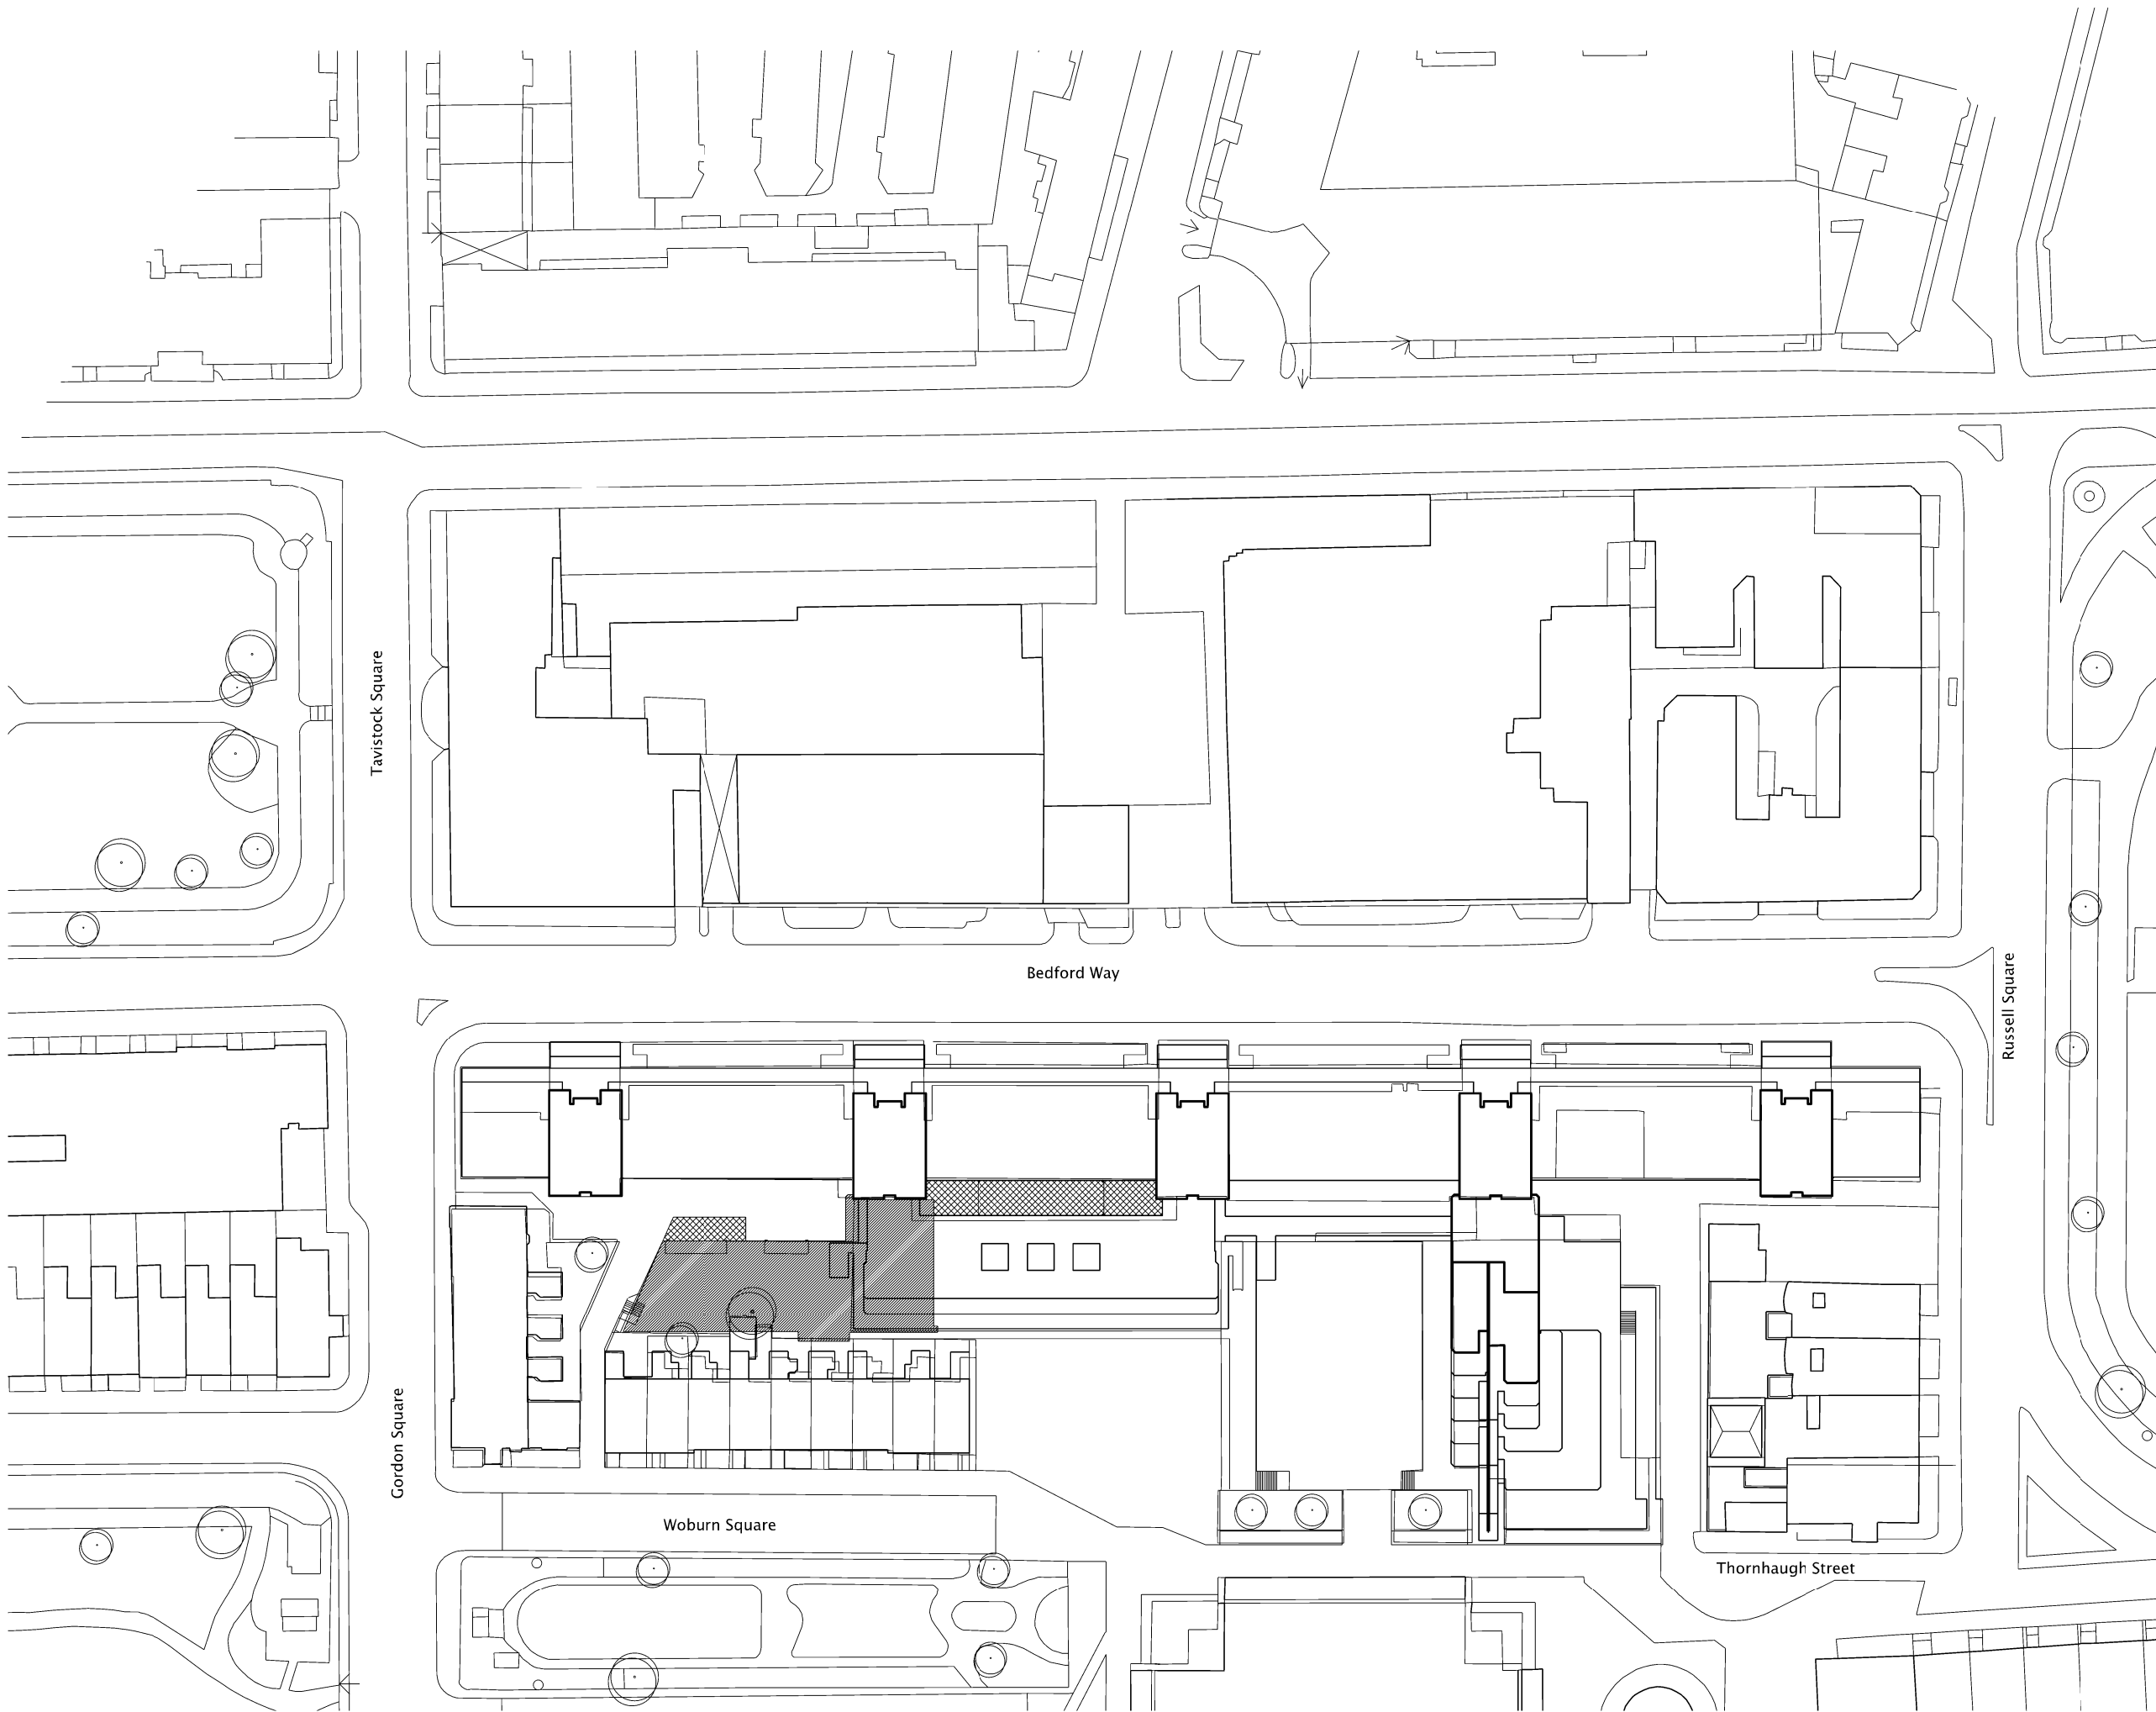 Tavistock Square
Bedford Way
Russell Square
Gordon Square
Woburn Square
Thornhaugh Street